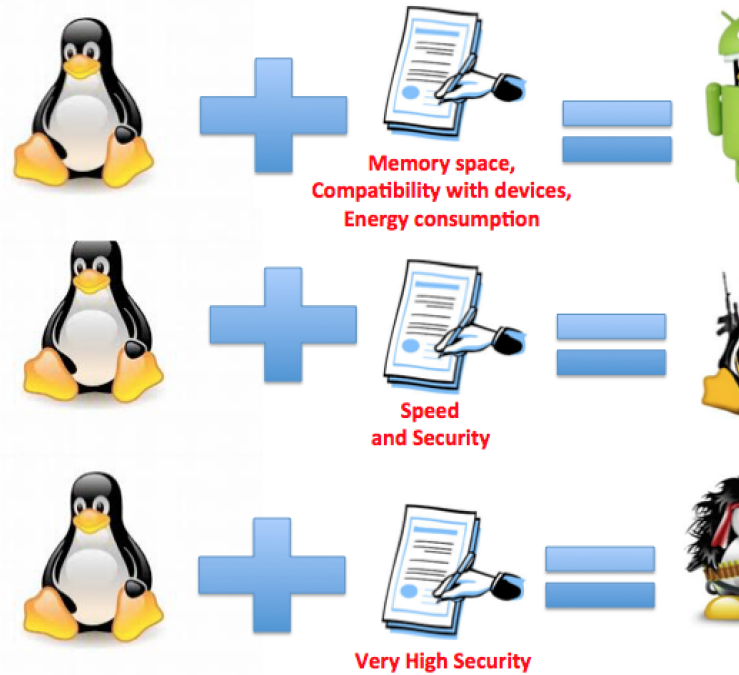 Memory space,
Compatibility with devices,
Energy consumption
Speed
and Security
Very High Security